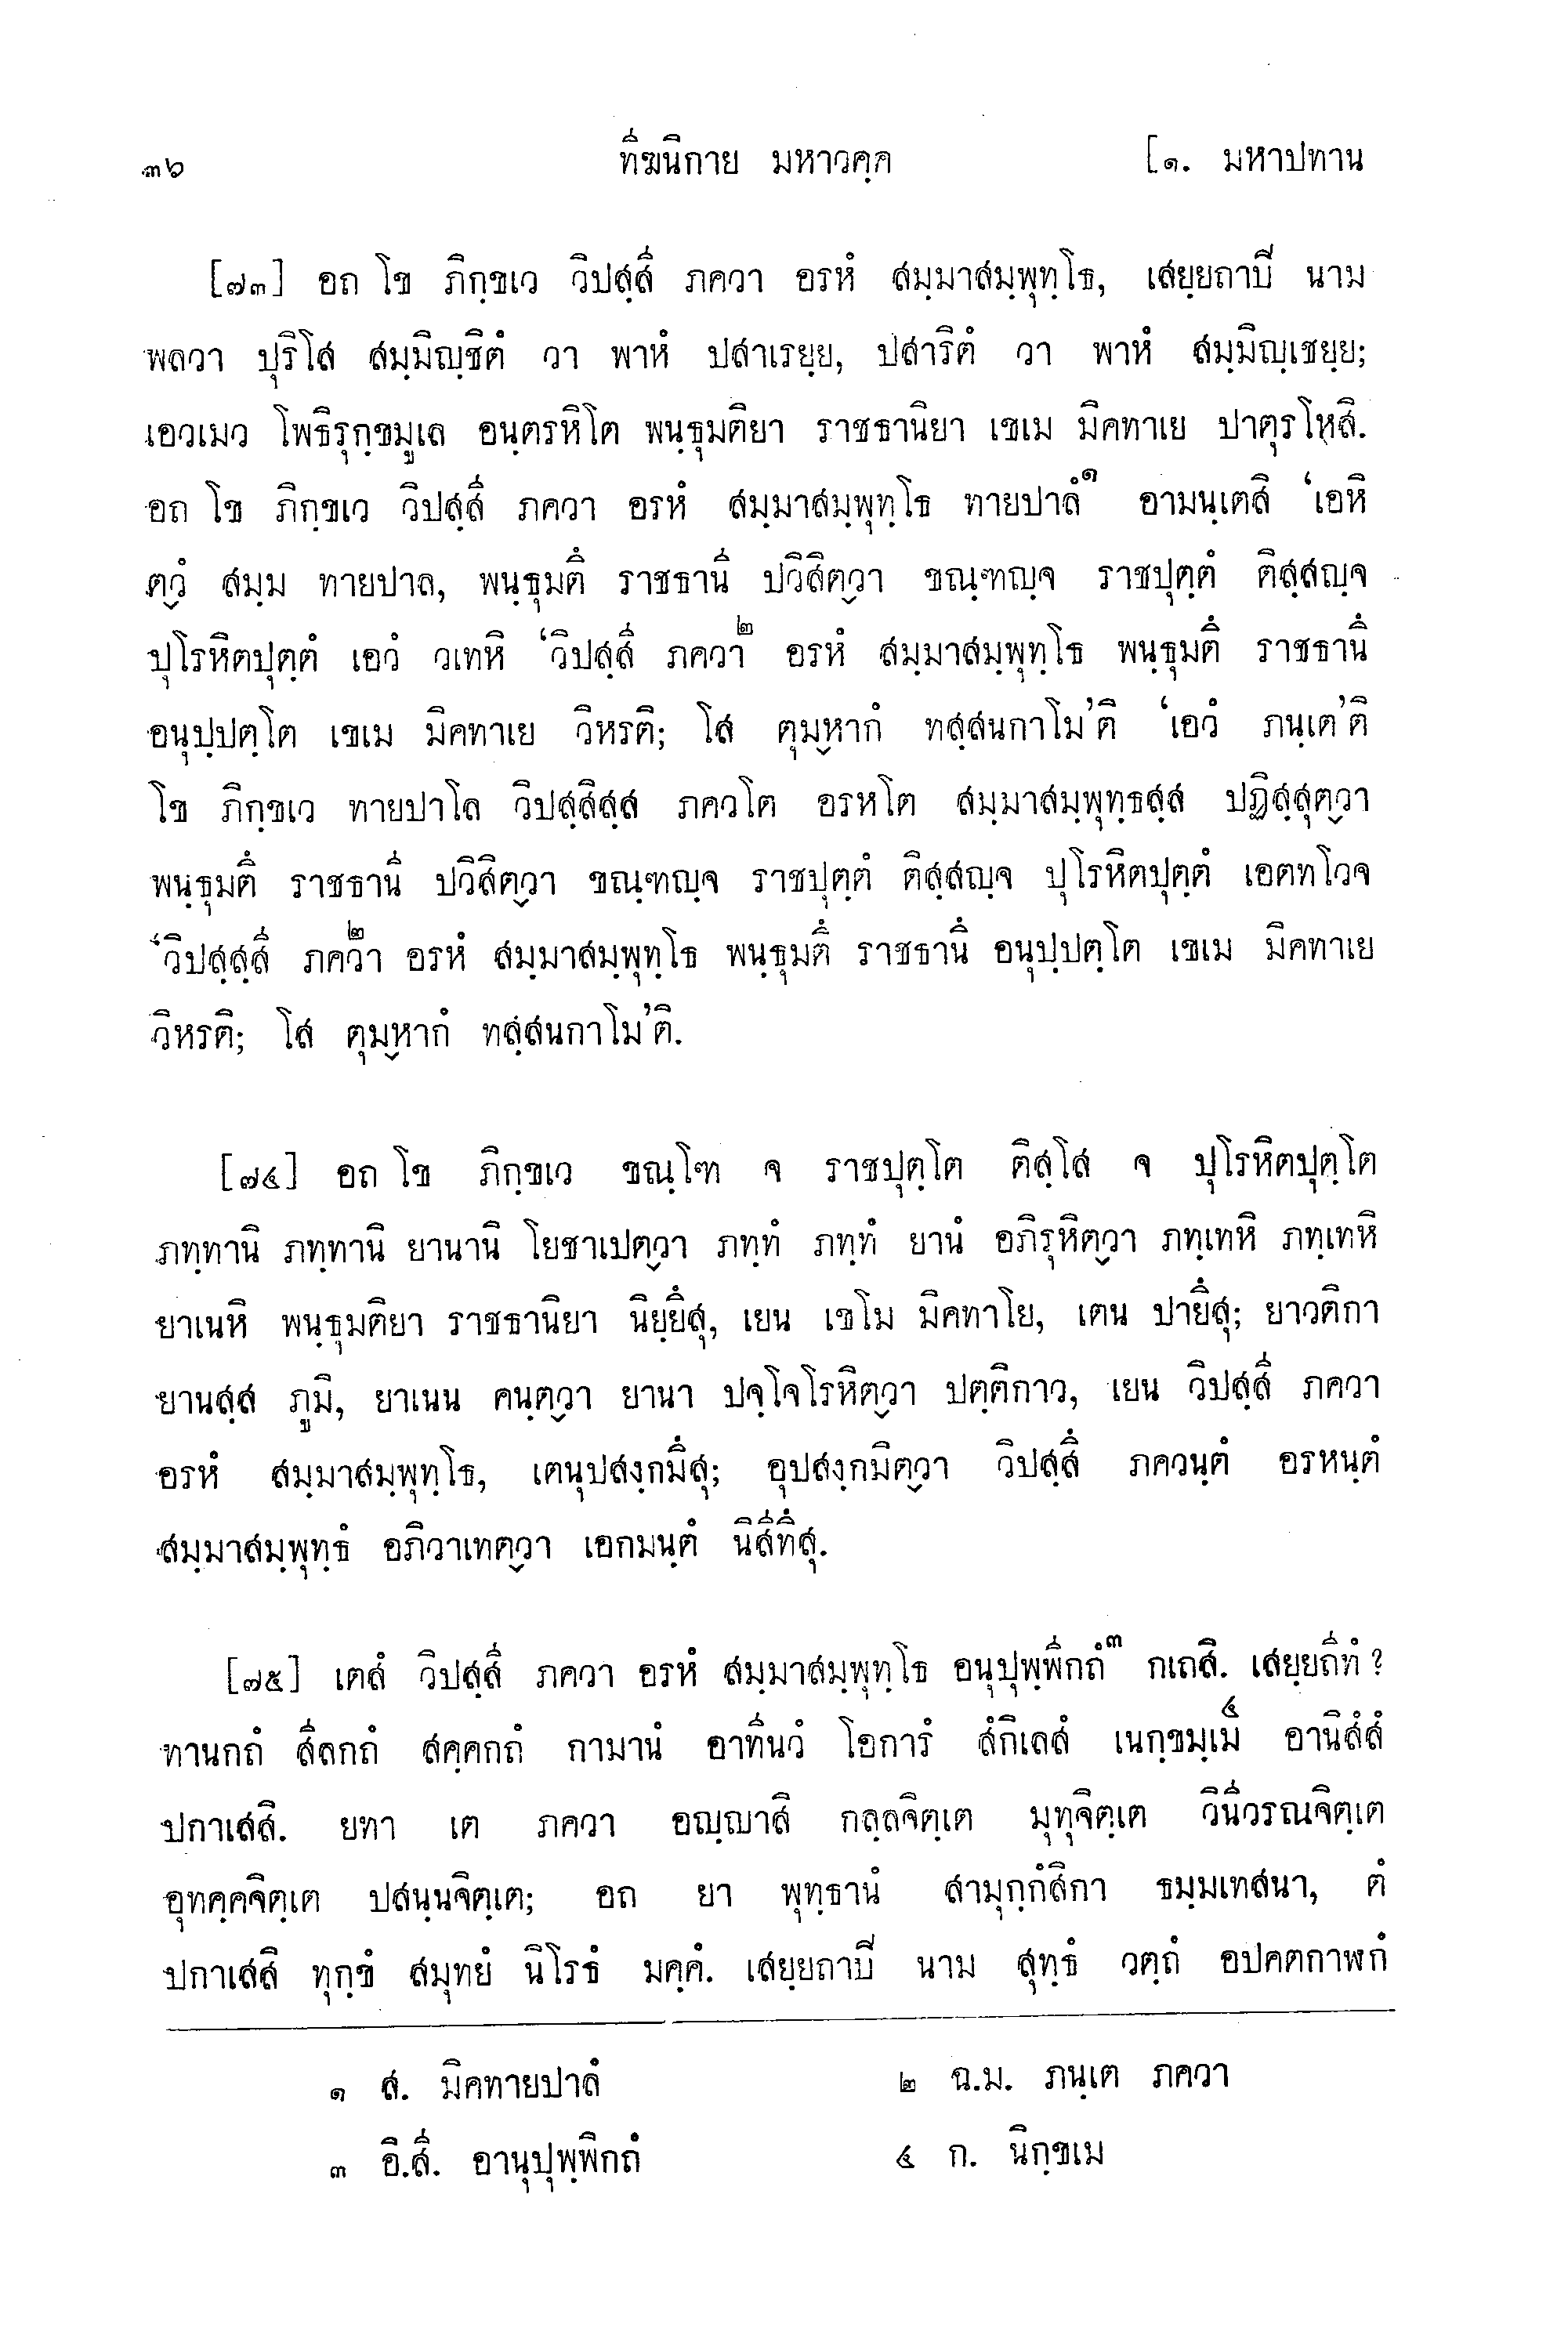 ๓๖ ทีฆนิกาย มหาวคฺค [๑. มหาปทาน
[๗๓] อถ โข ภิกฺขเว วิปสฺสี ภควา อรหํ สมฺมาสมฺพุทฺโธ, เสยฺยถาปิ นาม
พลวา ปุริโส สมฺมิญฺชิตํ วา พาหํ ปสาเรยฺย, ปสาริตํ วา พาหํ สมฺมิญฺเชยฺย;
เอวเมว โพธิรุกฺขมูเล อนฺตรหิโต พนฺธุมติยา ราชธานิยา เขเม มิคทาเย ปาตุรโหสิ.
อถ โข ภิกฺขเว วิปสฺสี ภควา อรหํ สมฺมาสมฺพุทฺโธ ทายปาลํ๑ อามนฺเตสิ ‘เอหิ
ตฺวํ สมฺม ทายปาล, พนฺธุมตึ ราชธานึ ปวิสิตฺวา ขณฺฑญฺจ ราชปุตฺตํ ติสฺสญฺจ
ปุโรหิตปุตฺตํ เอวํ วเทหิ ‘วิปสฺสี ภควา๒ อรหํ สมฺมาสมฺพุทฺโธ พนฺธุมตึ ราชธานึ
อนุปฺปตฺโต เขเม มิคทาเย วิหรติ; โส ตุมฺหากํ ทสฺสนกาโม’ติ ‘เอวํ ภนฺเต’ติ
โข ภิกฺขเว ทายปาโล วิปสฺสิสฺส ภควโต อรหโต สมฺมาสมฺพุทฺธสฺส ปฏิสฺสุตฺวา
พนฺธุมตึ ราชธานึ ปวิสิตฺวา ขณฺฑญฺจ ราชปุตฺตํ ติสฺสญฺจ ปุโรหิตปุตฺตํ เอตทโวจ
‘วิปสฺสฺสี ภควา๒ อรหํ สมฺมาสมฺพุทฺโธ พนฺธุมตึ ราชธานึ อนุปฺปตฺโต เขเม มิคทาเย
วิหรติ; โส ตุมฺหากํ ทสฺสนกาโม’ติ.
[๗๔] อถ โข ภิกฺขเว ขณฺโฑ จ ราชปุตฺโต ติสฺโส จ ปุโรหิตปุตฺโต
ภทฺทานิ ภทฺทานิ ยานานิ โยชาเปตฺวา ภทฺทํ ภทฺทํ ยานํ อภิรุหิตฺวา ภทฺเทหิ ภทฺเทหิ
ยาเนหิ พนฺธุมติยา ราชธานิยา นิยฺยึสุ, เยน เขโม มิคทาโย, เตน ปายึสุ; ยาวติกา
ยานสฺส ภูมิ, ยาเนน คนฺตฺวา ยานา ปจฺโจโรหิตฺวา ปตฺติกาว, เยน วิปสฺสี ภควา
อรหํ สมฺมาสมฺพุทฺโธ, เตนุปสงฺกมึสุ; อุปสงฺกมิตฺวา วิปสฺสึ ภควนฺตํ อรหนฺตํ
สมฺมาสมฺพุทฺธํ อภิวาเทตฺวา เอกมนฺตํ นิสีทึสุ.
[๗๕] เตสํ วิปสฺสี ภควา อรหํ สมฺมาสมฺพุทฺโธ อนุปุพฺพีกถํ๓ กเถสิ. เสยฺยถีทํ ?
ทานกถํ สีลกถํ สคฺคกถํ กามานํ อาทีนวํ โอการํ สํกิเลสํ เนกฺขมฺเม๔ อานิสํสํ
ปกาเสสิ. ยทา เต ภควา อญฺญาสิ กลฺลจิตฺเต มุทุจิตฺเต วินีวรณจิตฺเต
อุทคฺคจิตฺเต ปสนฺนจิตฺเต; อถ ยา พุทฺธานํ สามุกฺกํสิกา ธมฺมเทสนา, ตํ
ปกาเสสิ ทุกฺขํ สมุทยํ นิโรธํ มคฺคํ. เสยฺยถาปิ นาม สุทฺธํ วตฺถํ อปคตกาฬกํ
๑ ส. มิคทายปาลํ ๒ ฉ.ม. ภนฺเต ภควา
๓ อิ.สี. อานุปุพฺพิกถํ ๔ ก. นิกฺขเม